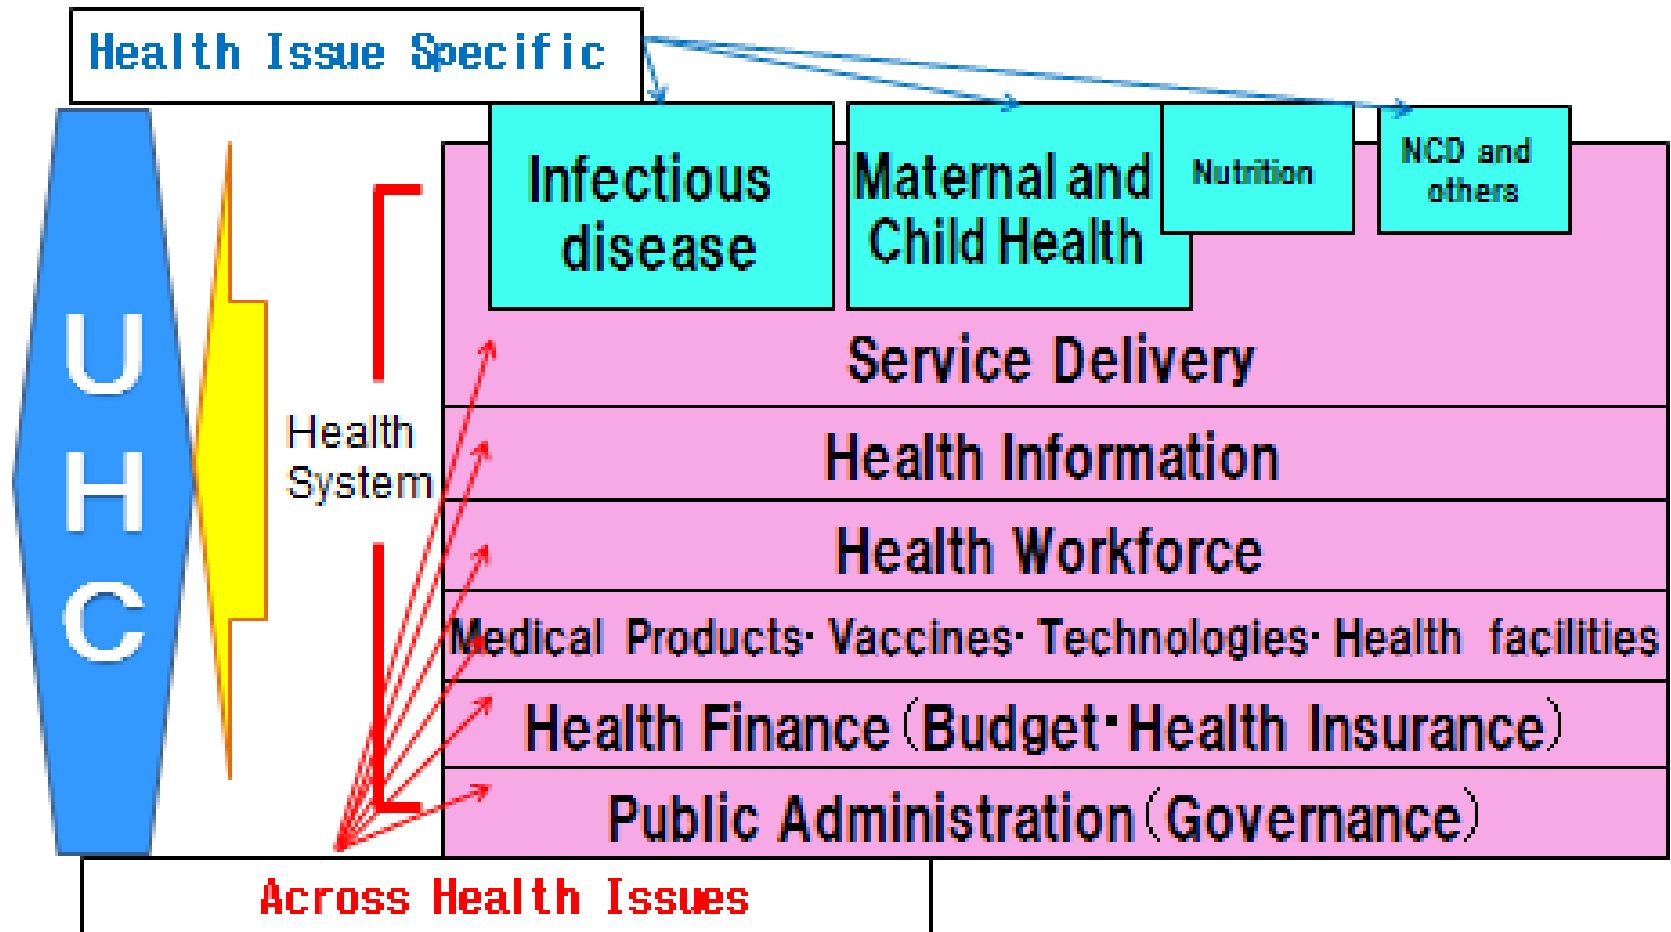 Health Issue Specific
Infectious
disease
Maternal and
Child Health
Nutrition
NCD and
others
U
H
C
Health
System
Service Delivery
Health Information
Health Workforce
Medical Products・Vaccines・Technologies・Health facilities
Health Finance（Budget・Health Insurance）
Public Administration（Governance）
Across Health Issues